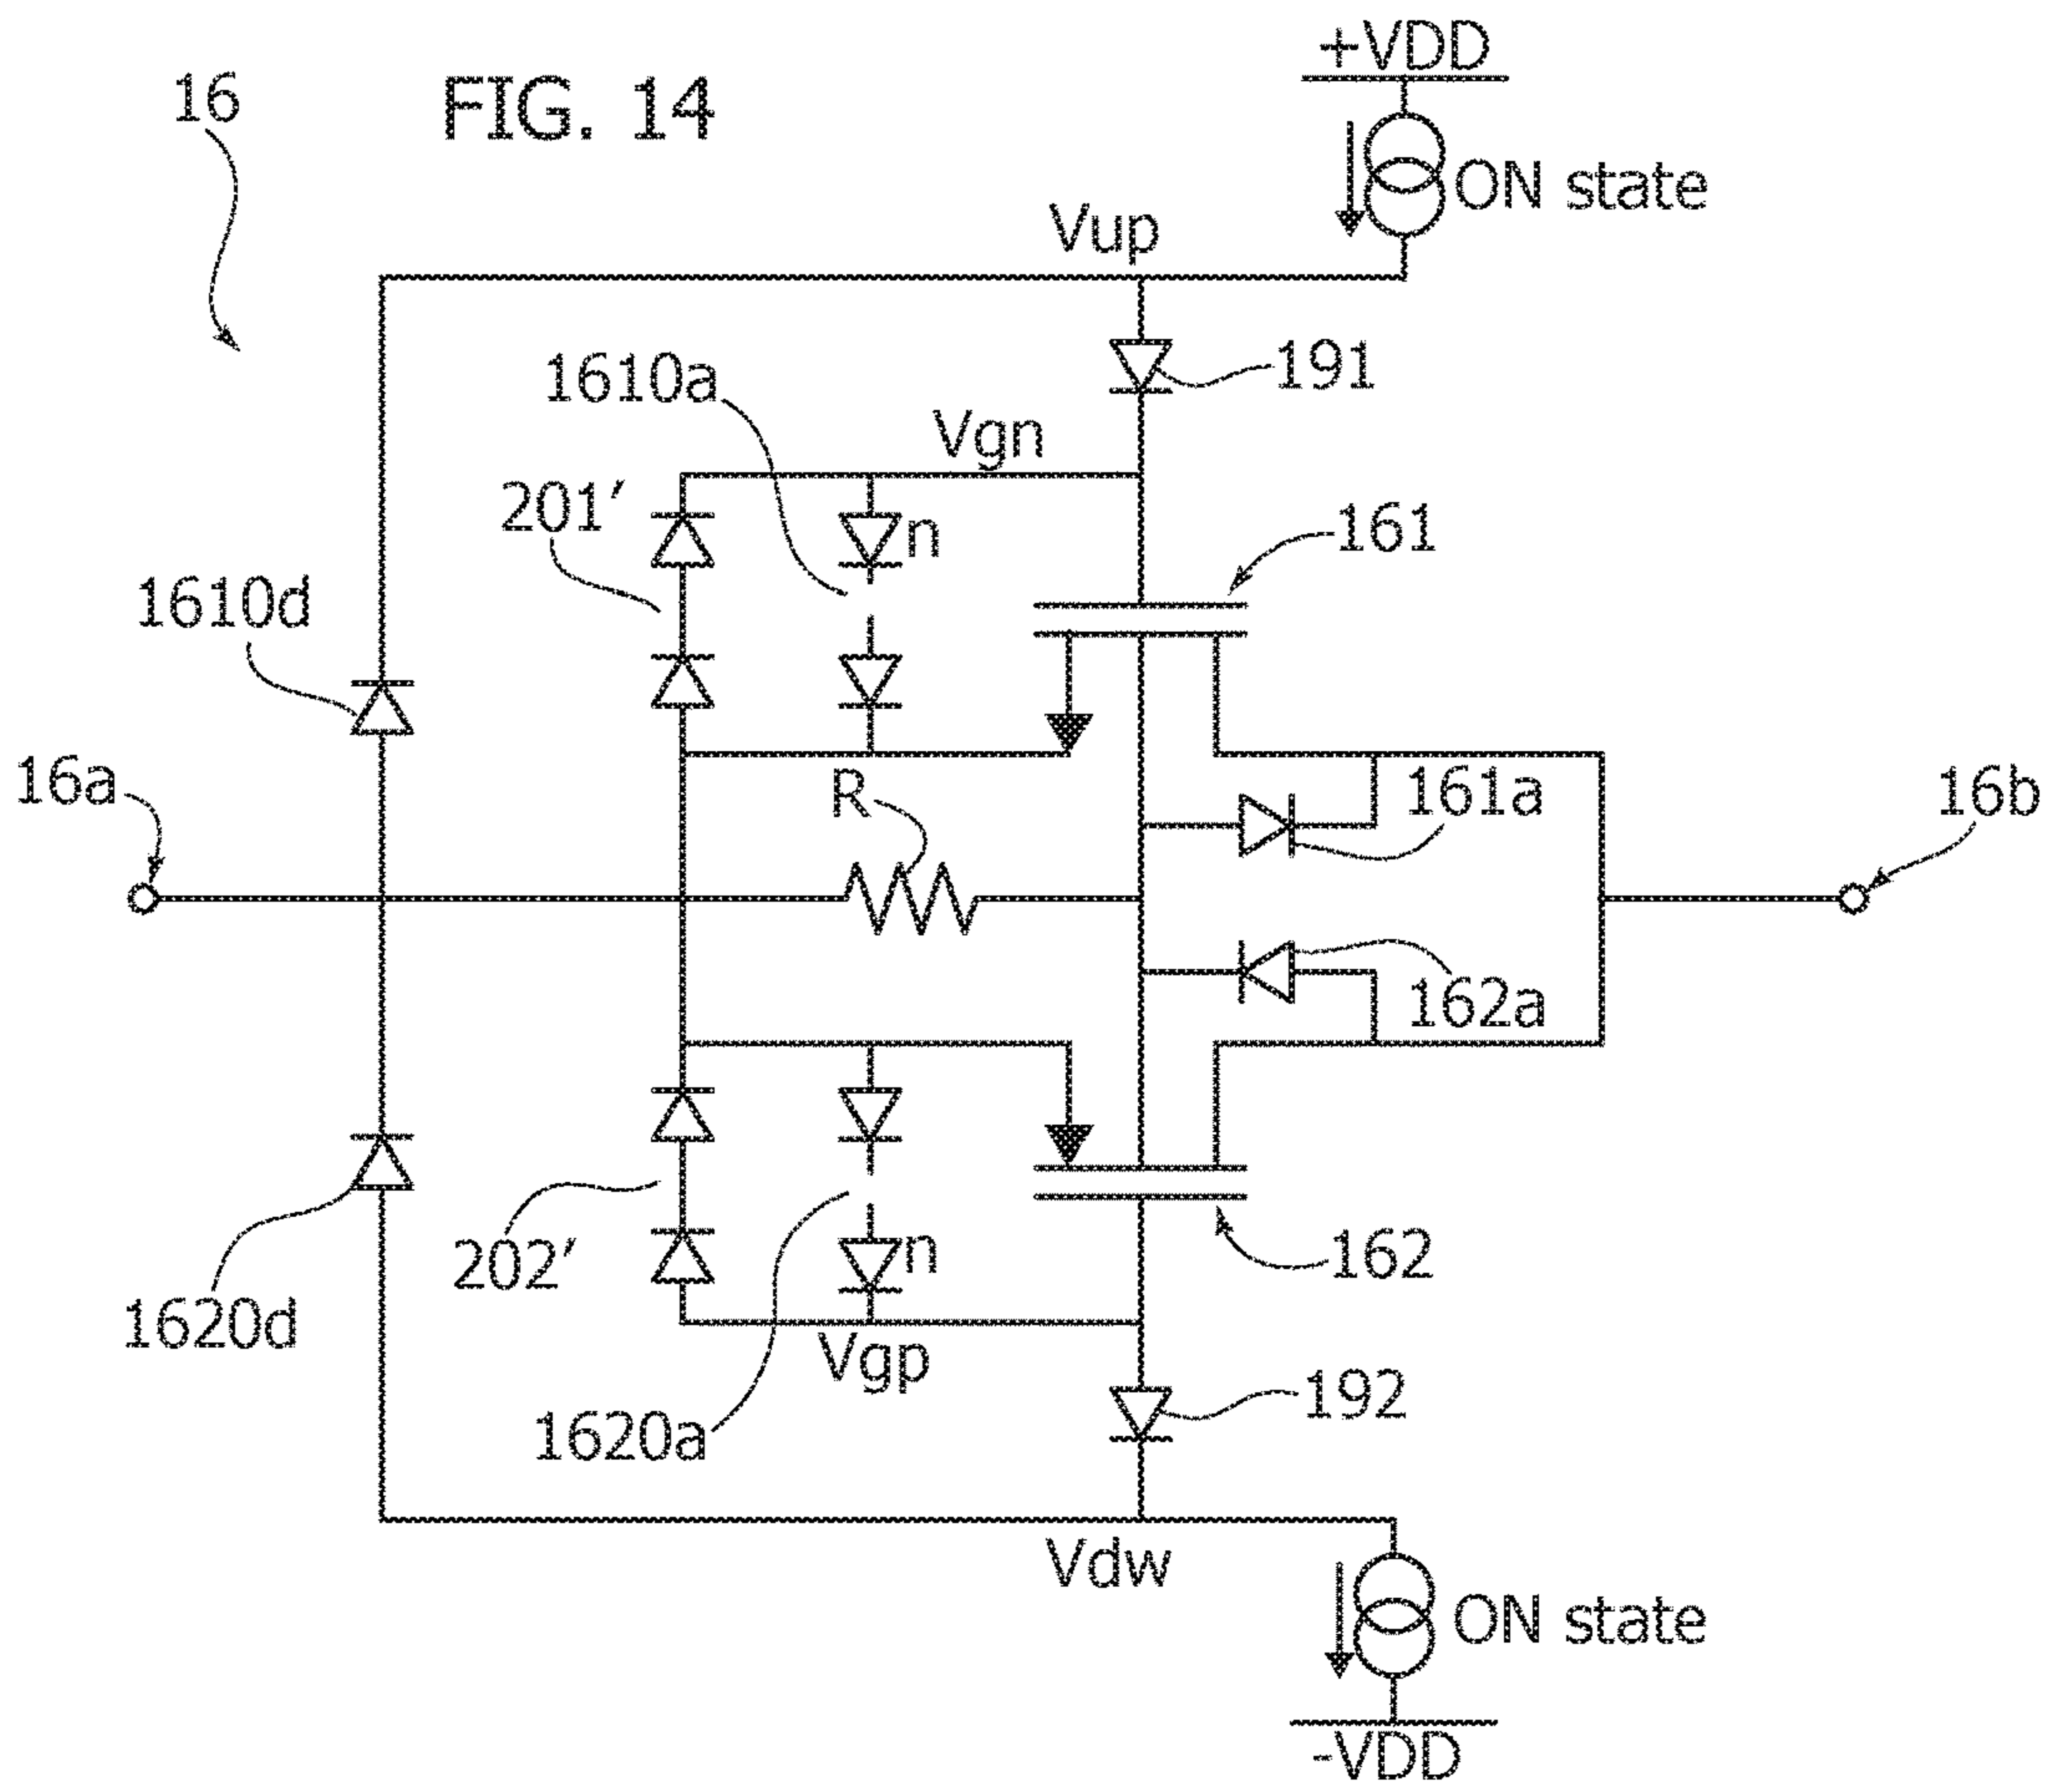 +VDD
16
FIG. 14
ON state
Vup
191
1610a
Vgn
201′
n
161
1610d
16a
R
161a
16b
162a
202′
n
162
1620d
Vgp
1620a
192
Vdw
ON state
-VDD